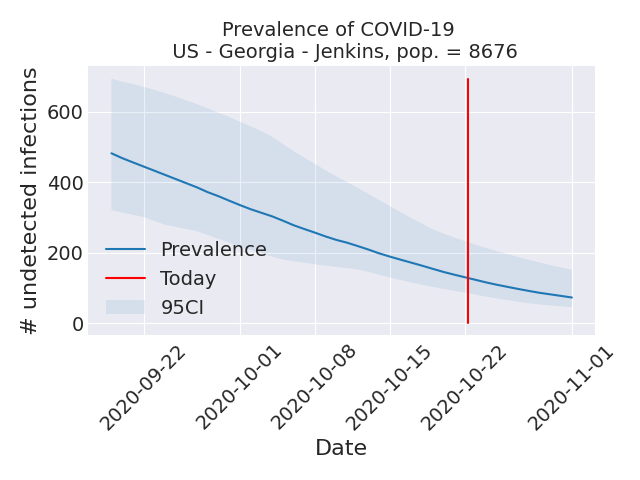 Prevalence of COVID-19
US - Georgia - Jenkins, pop. = 8676
# undetected infections
600
400
200
0
Prevalence
Today
95CI
2020-09-22
2020-10-01
2020-10-08
2020-10-15
2020-10-22
2020-11-01
Date